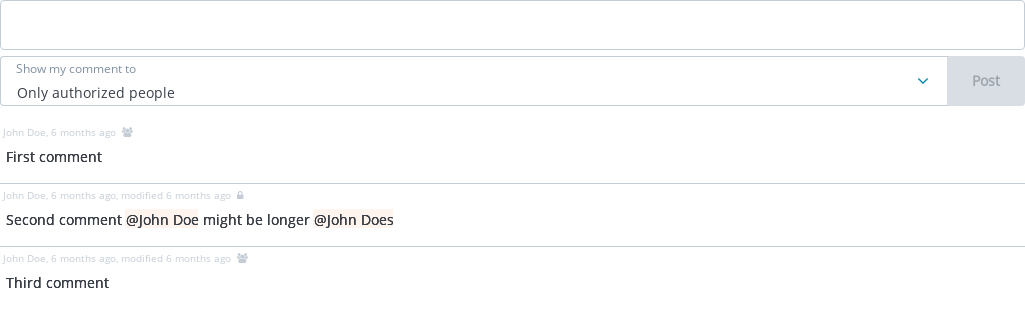 Show my comment to
Only authorized people
Post
John Doe, 6 months ago
First comment
John Doe, 6 months ago, modified 6 months ago
Second comment @John Doe might be longer @John Does
John Doe, 6 months ago, modified 6 months ago
Third comment